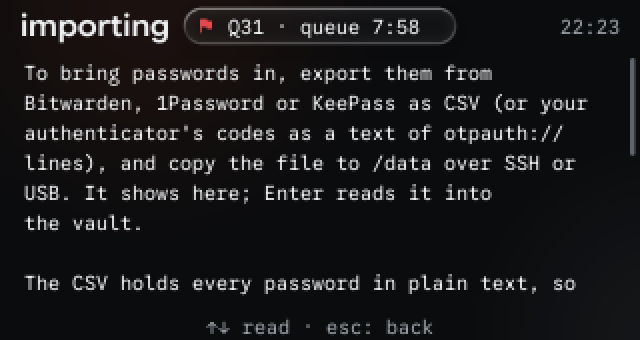 importing
Q31 · queue 7:58
22:23
To bring passwords in, export them from
Bitwarden, 1Password or KeePass as CSV (or your
authenticator's codes as a text of otpauth://
lines), and copy the file to /data over SSH or
USB. It shows here; Enter reads it into
the vault.
The CSV holds every password in plain text, so
↑↓ read · esc: back